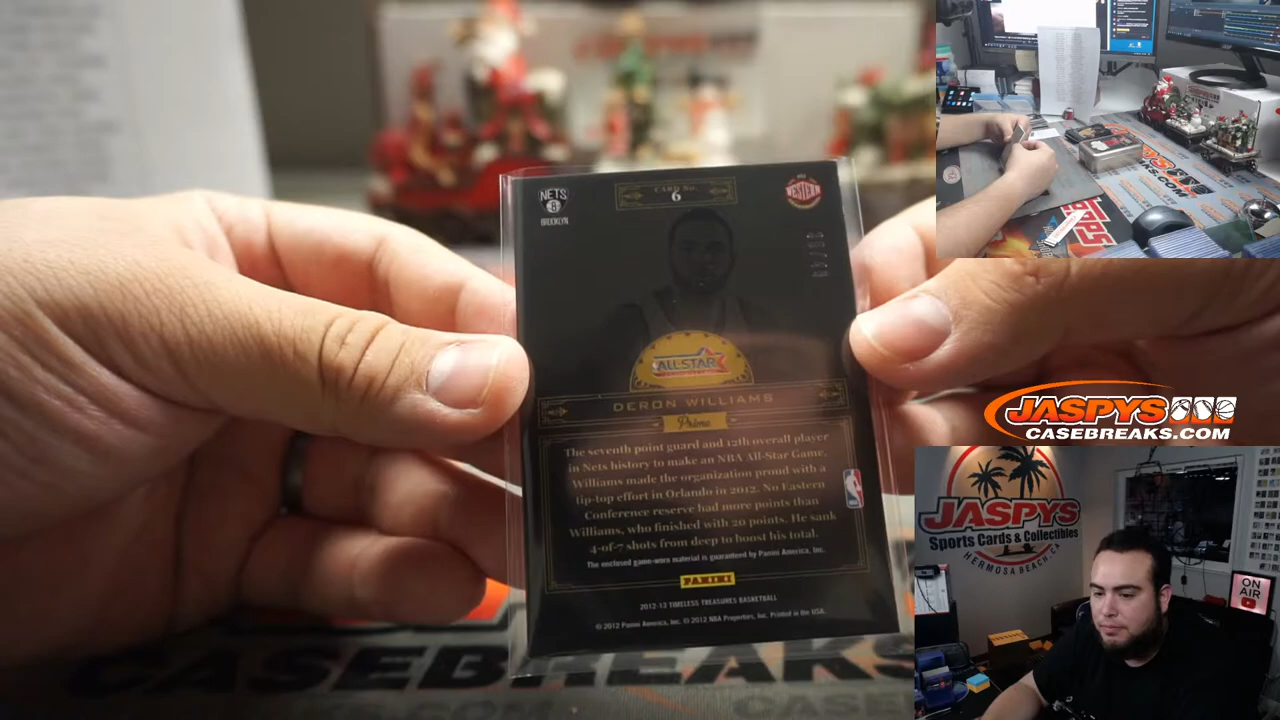 NETS
BROOKLYN
CARD No.
6
WESTERN
ALL-STAR
DERON WILLIAMS
Prime
The seventh point guard and 12th overall player
in Nets history to make an NBA All-Star Game,
Williams made the organization proud with a
tip-top effort in Orlando in 2012. No Eastern
Conference reserve had more points than
Williams, who finished with 20 points. He sank
4-of-7 shots from deep to boost his total.
The enclosed game-worn material is guaranteed by Panini America, Inc.
PANINI
2012-13 TIMELESS TREASURES BASKETBALL
© 2012 Panini America, Inc. © 2012 NBA Properties, Inc. Printed in the USA.
CASEBREAKS
JASPYS
CASEBREAKS.COM
JASPYS
Sports Cards & Collectibles
HERMOSA BEACH, CA
ON
AIR
JASPYS
TOPPS